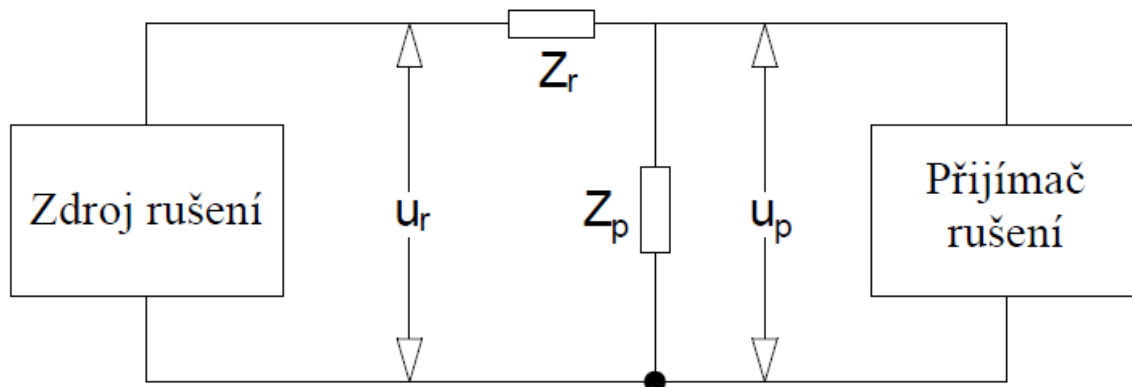 Zᵣ
Zdroj rušení
uᵣ
Zₚ
uₚ
Přijímač
rušení